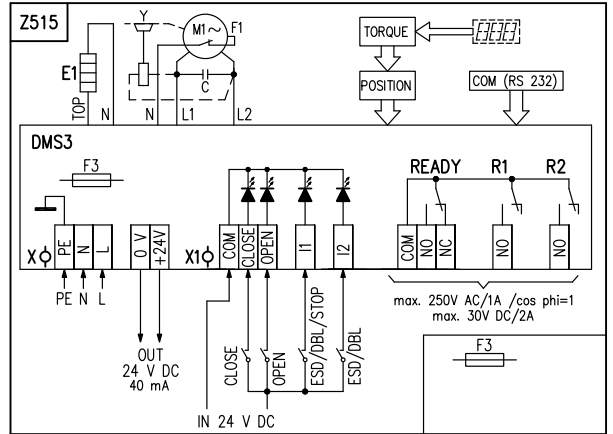 Z515
Y
M1~
F1
TORQUE
E1
C
POSITION
COM (RS 232)
TOP
N
N
L1
L2
DMS3
F3
READY
R1
R2
X
PE
N
L
0 V
+24V
X1
COM
CLOSE
OPEN
I1
I2
COM
NO
NC
NO
NO
PE N L
max. 250V AC/1A /cos phi=1
max. 30V DC/2A
OUT
24 V DC
40 mA
CLOSE
OPEN
ESD/DBL/STOP
ESD/DBL
IN 24 V DC
F3